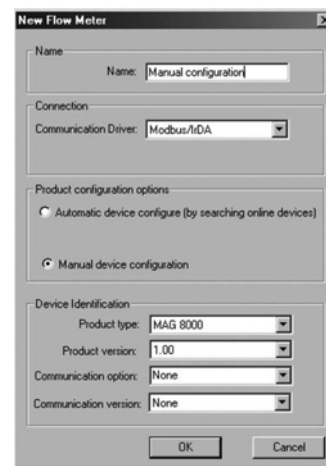 New Flow Meter
Name
Name: Manual configuration
Connection
Communication Driver: Modbus/IrDA
Product configuration options
Automatic device configure (by searching online devices)
Manual device configuration
Device Identification
Product type: MAG 8000
Product version: 1.00
Communication option: None
Communication version: None
OK Cancel